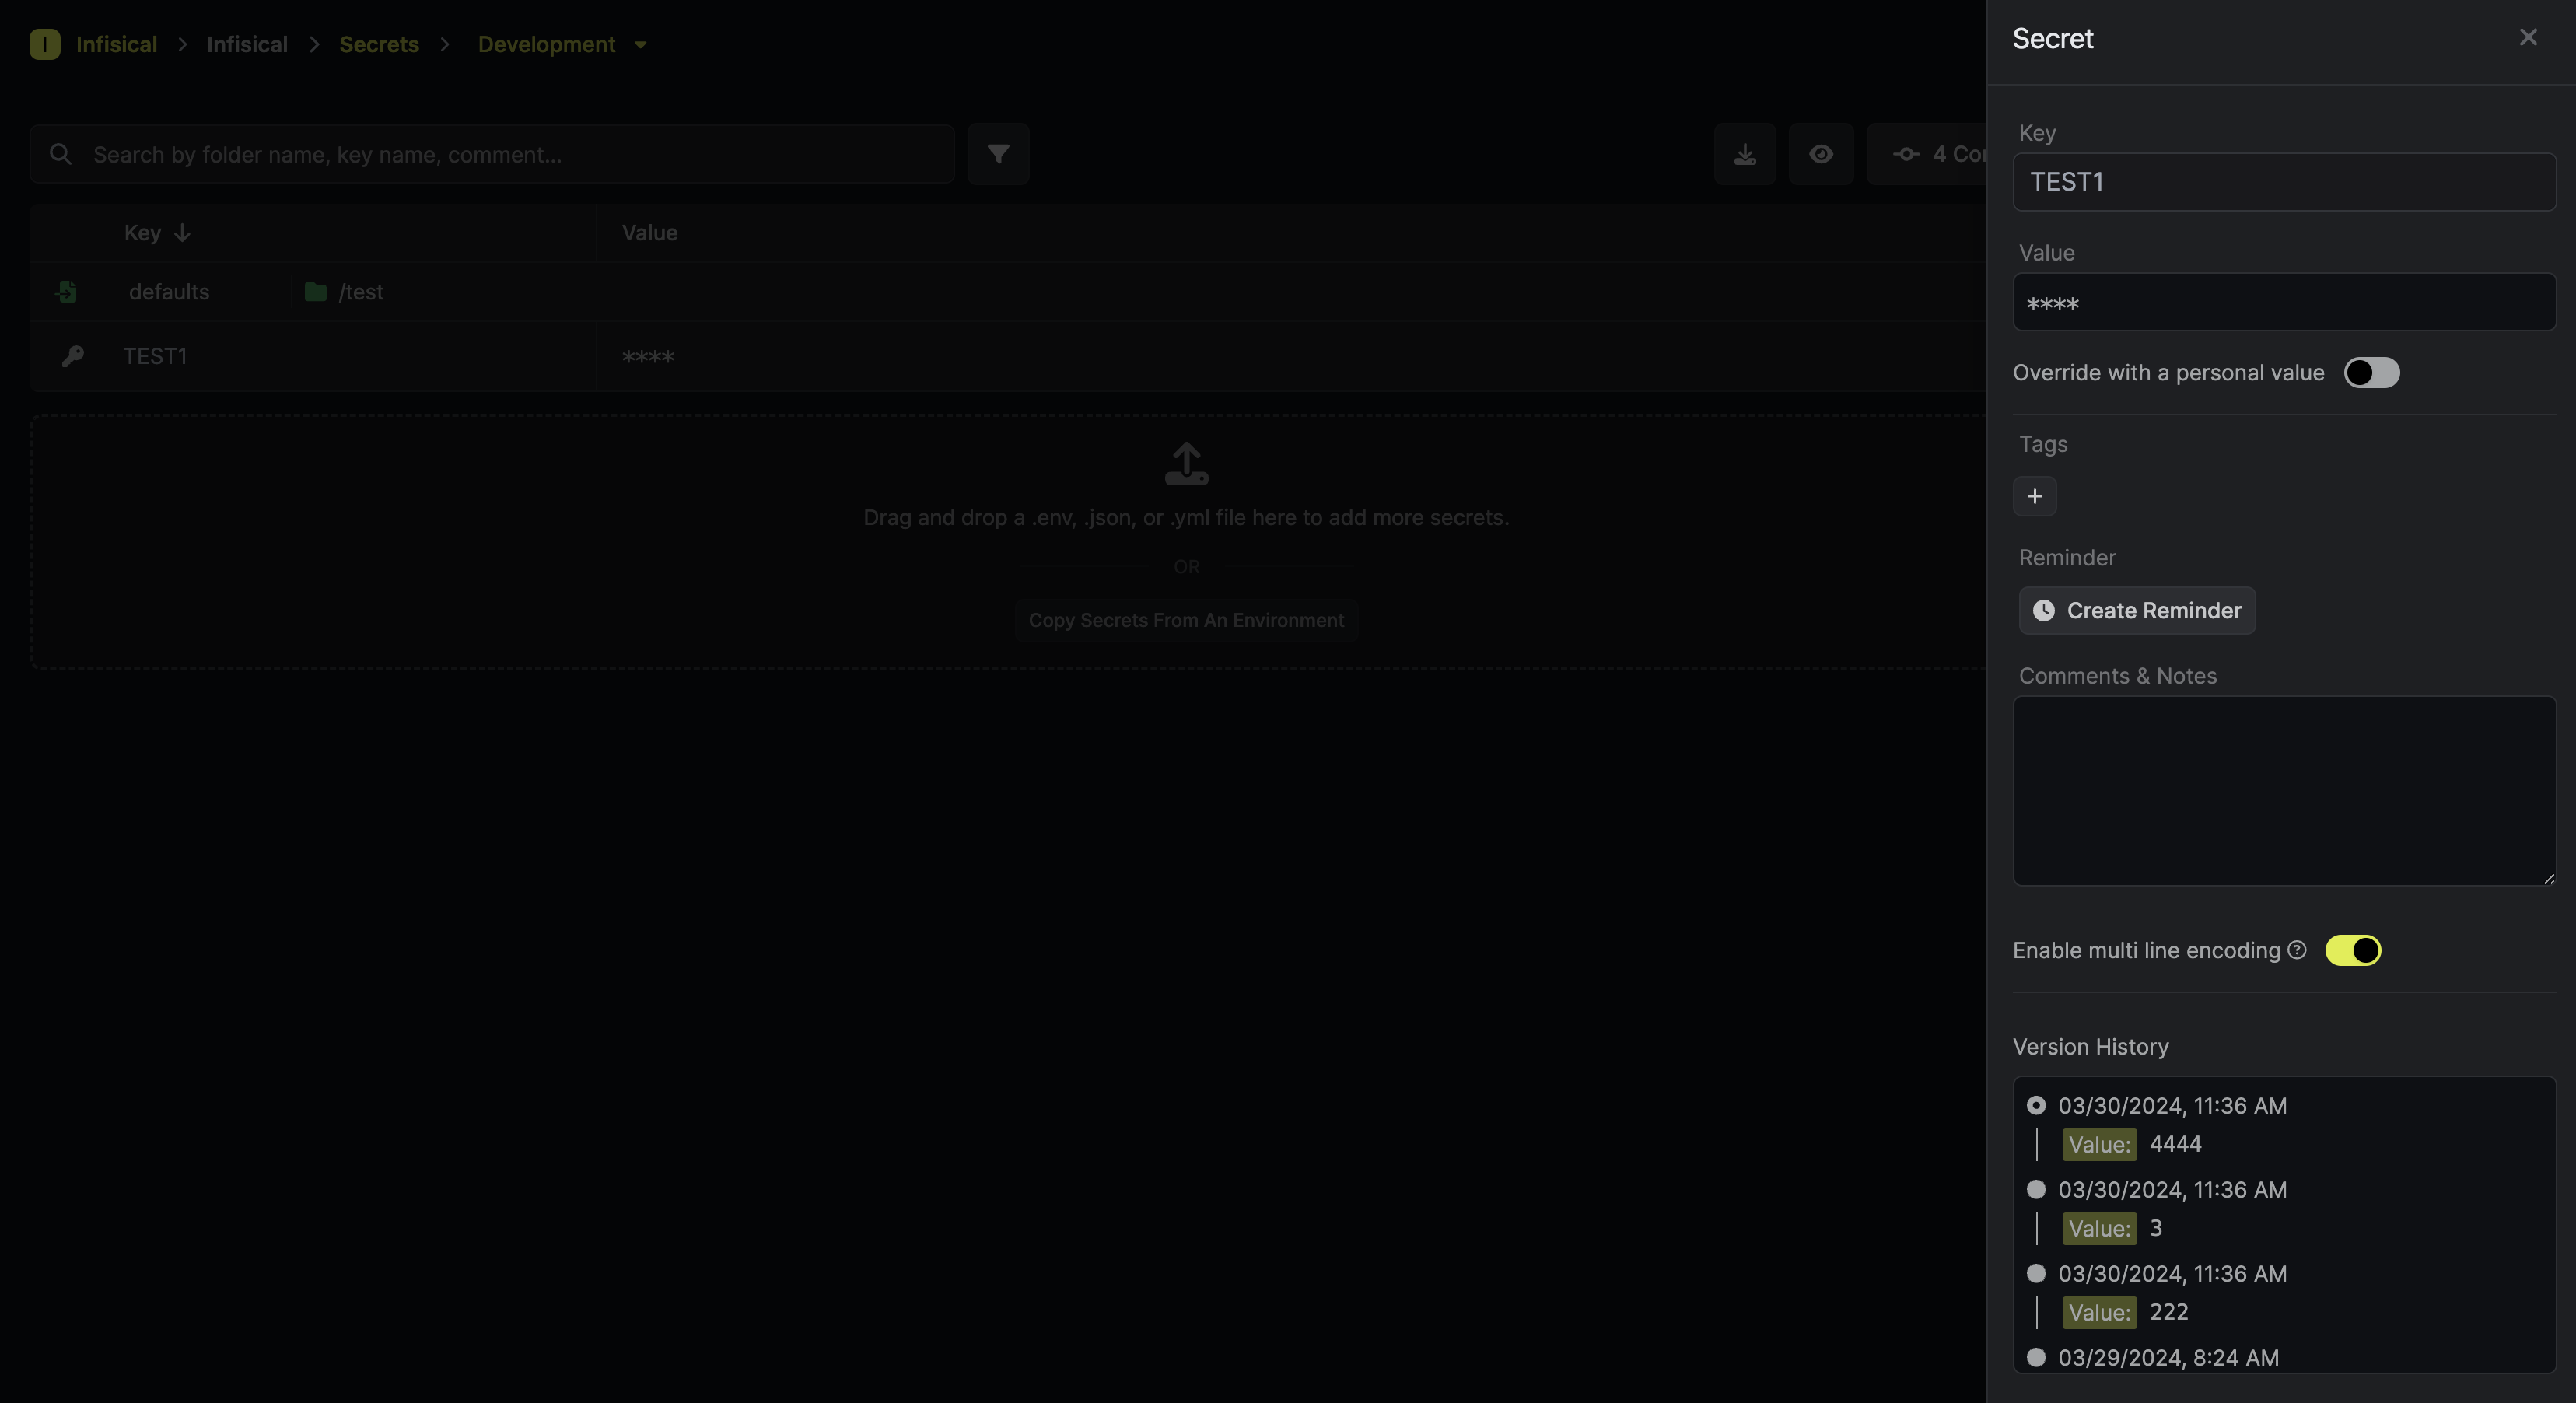 I Infisical > Infisical > Secrets > Development
Search by folder name, key name, comment...
4 Con
Key Value
defaults /test
TEST1 ****
Drag and drop a .env, .json, or .yml file here to add more secrets.
OR
Copy Secrets From An Environment
Secret
Key
TEST1
Value
****
Override with a personal value
Tags
+
Reminder
Create Reminder
Comments & Notes
Enable multi line encoding
Version History
03/30/2024, 11:36 AM
Value: 4444
03/30/2024, 11:36 AM
Value: 3
03/30/2024, 11:36 AM
Value: 222
03/29/2024, 8:24 AM